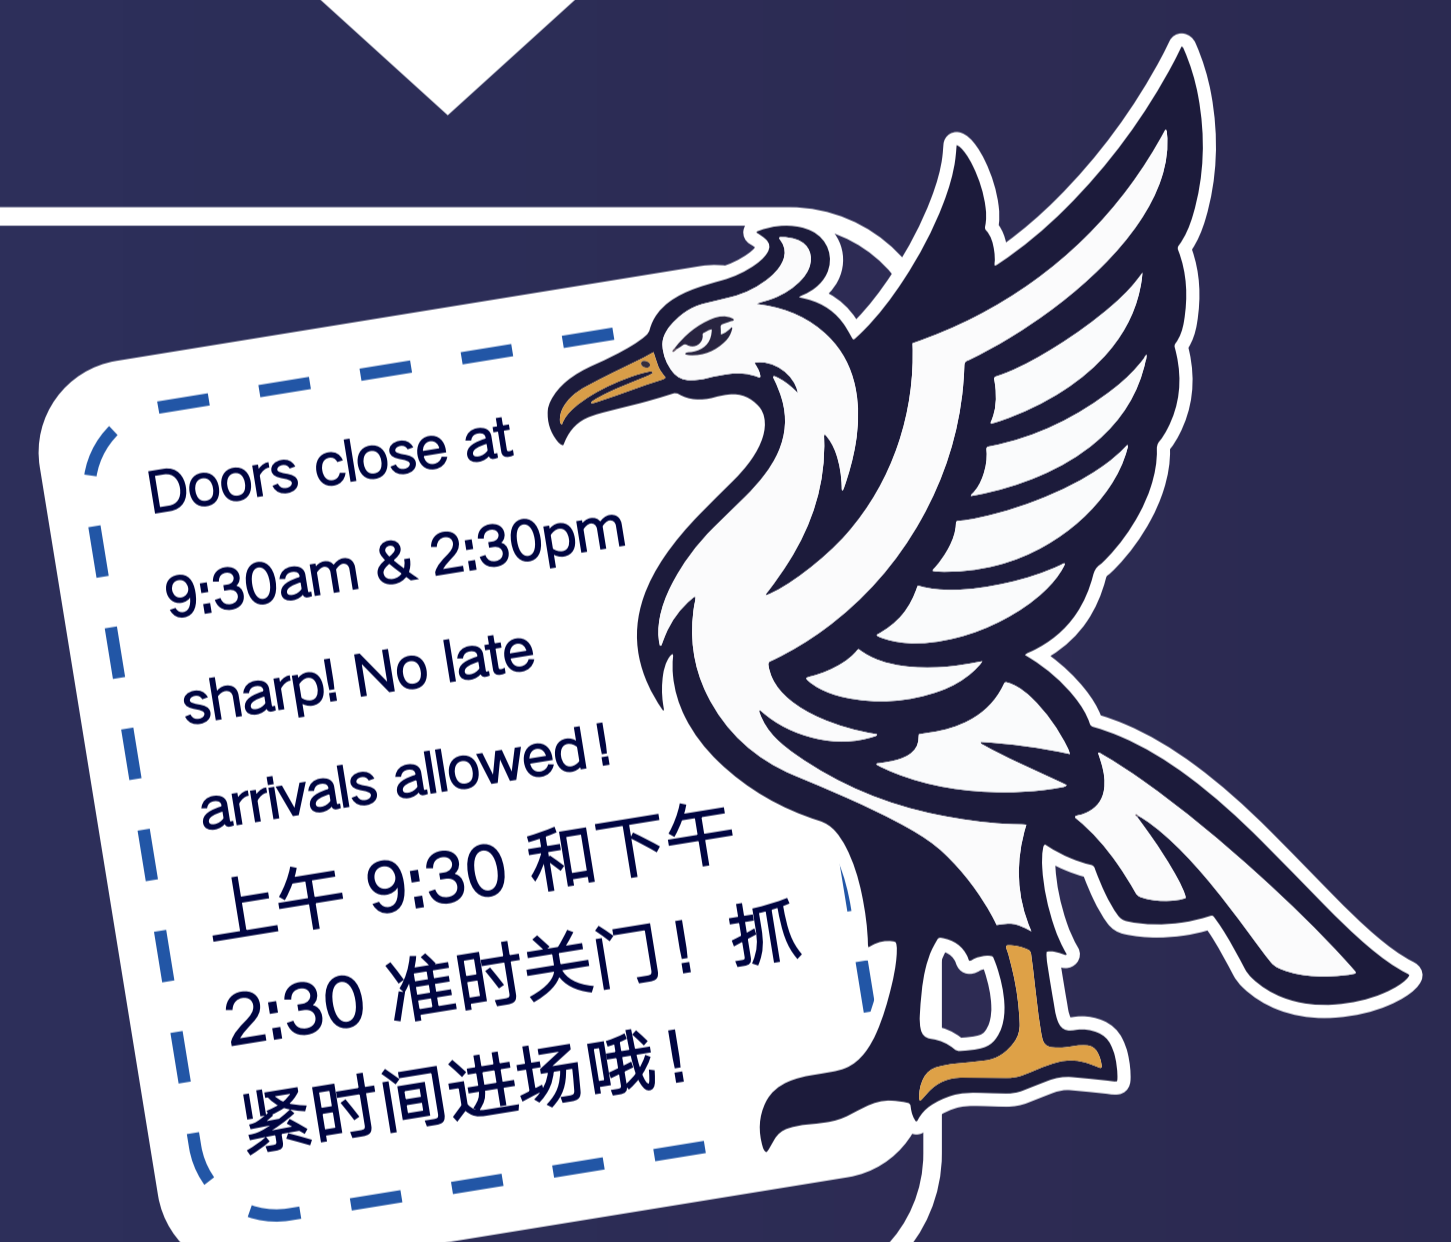 Doors close at
9:30am & 2:30pm
sharp! No late
arrivals allowed!
上午 9:30 和下午
2:30 准时关门！抓
紧时间进场哦！